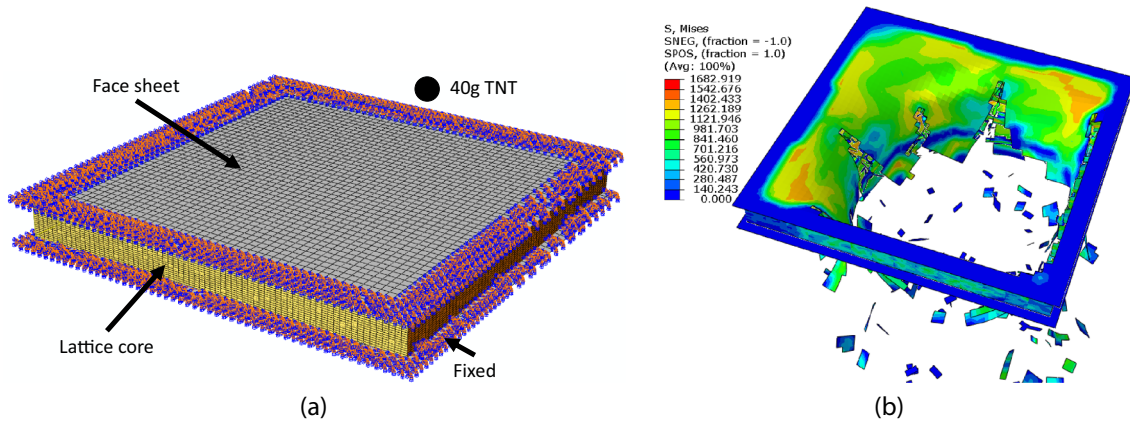 Face sheet
40g TNT
Lattice core
Fixed
(a)
S, Mises
SNEG, (fraction = -1.0)
SPOS, (fraction = 1.0)
(Avg: 100%)
1682.919
1542.676
1402.433
1262.189
1121.946
981.703
841.460
701.216
560.973
420.730
280.487
140.243
0.000
(b)